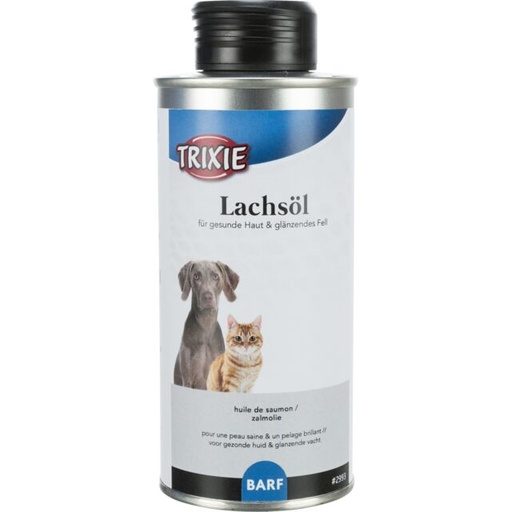 TRIXIE
Lachsöl
für gesunde Haut & glänzendes Fell
huile de saumon /
zalmolie
pour une peau saine & un pelage brillant //
voor gezonde huid & glanzende vacht
BARF
#2995